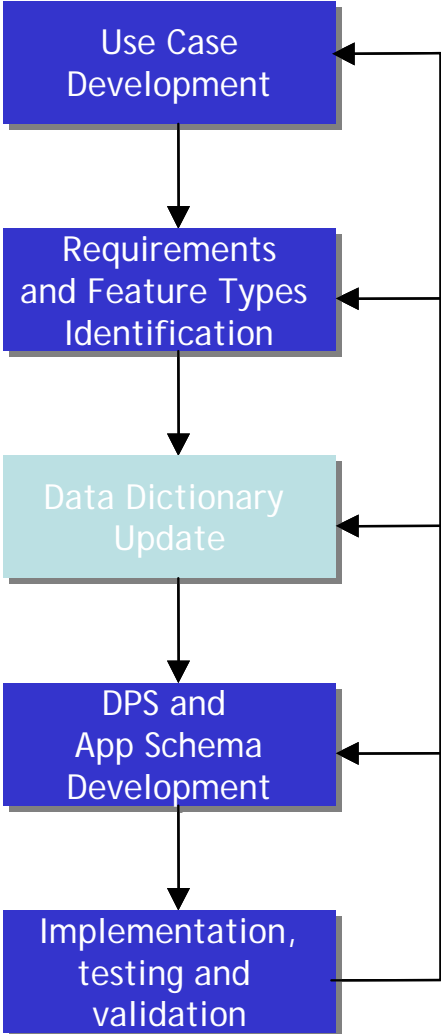 Use Case
Development
Requirements
and Feature Types
Identification
Data Dictionary
Update
DPS and
App Schema
Development
Implementation,
testing and
validation